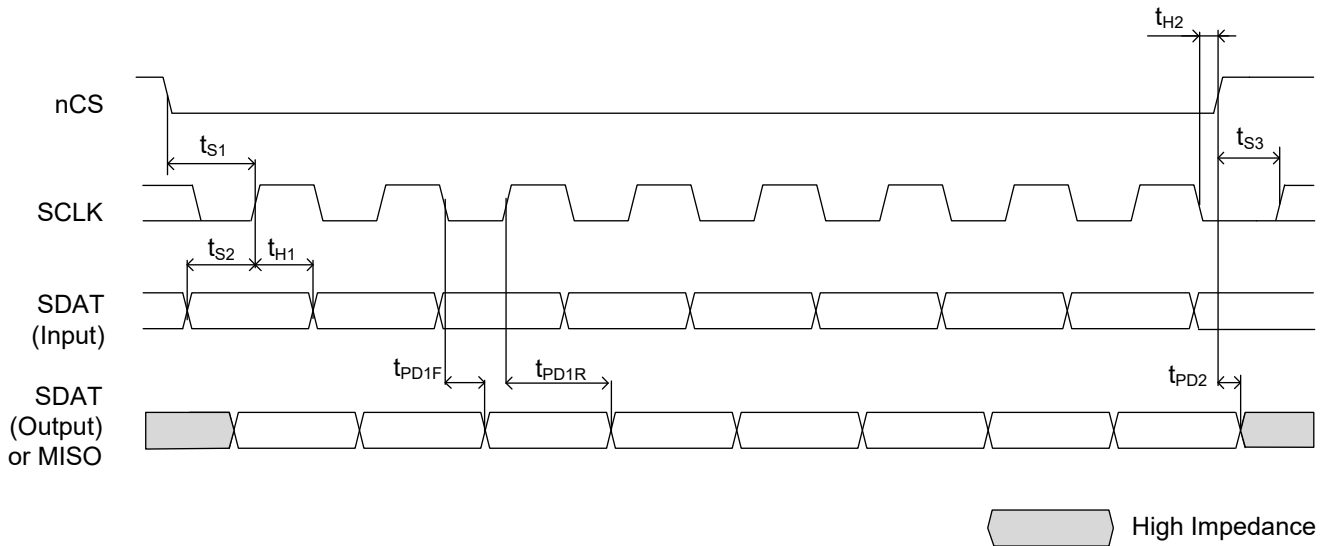 tH2
nCS
tS1
tS3
SCLK
tS2
tH1
SDAT
(Input)
tPD1F
tPD1R
tPD2
SDAT
(Output)
or MISO
High Impedance